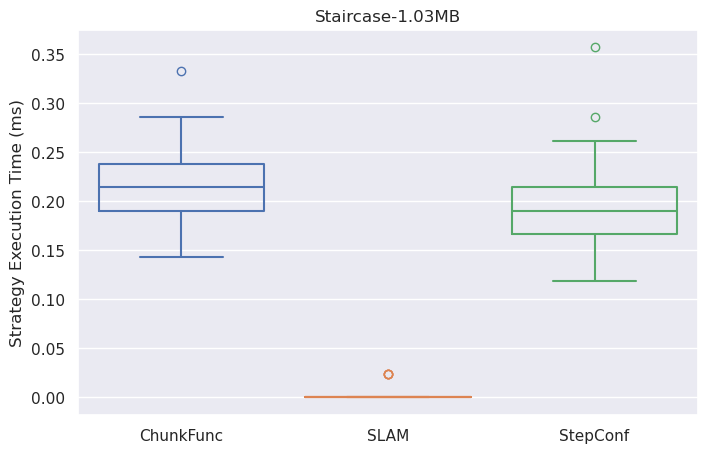 Staircase-1.03MB
Strategy Execution Time (ms)
0.35
0.30
0.25
0.20
0.15
0.10
0.05
0.00
ChunkFunc
SLAM
StepConf